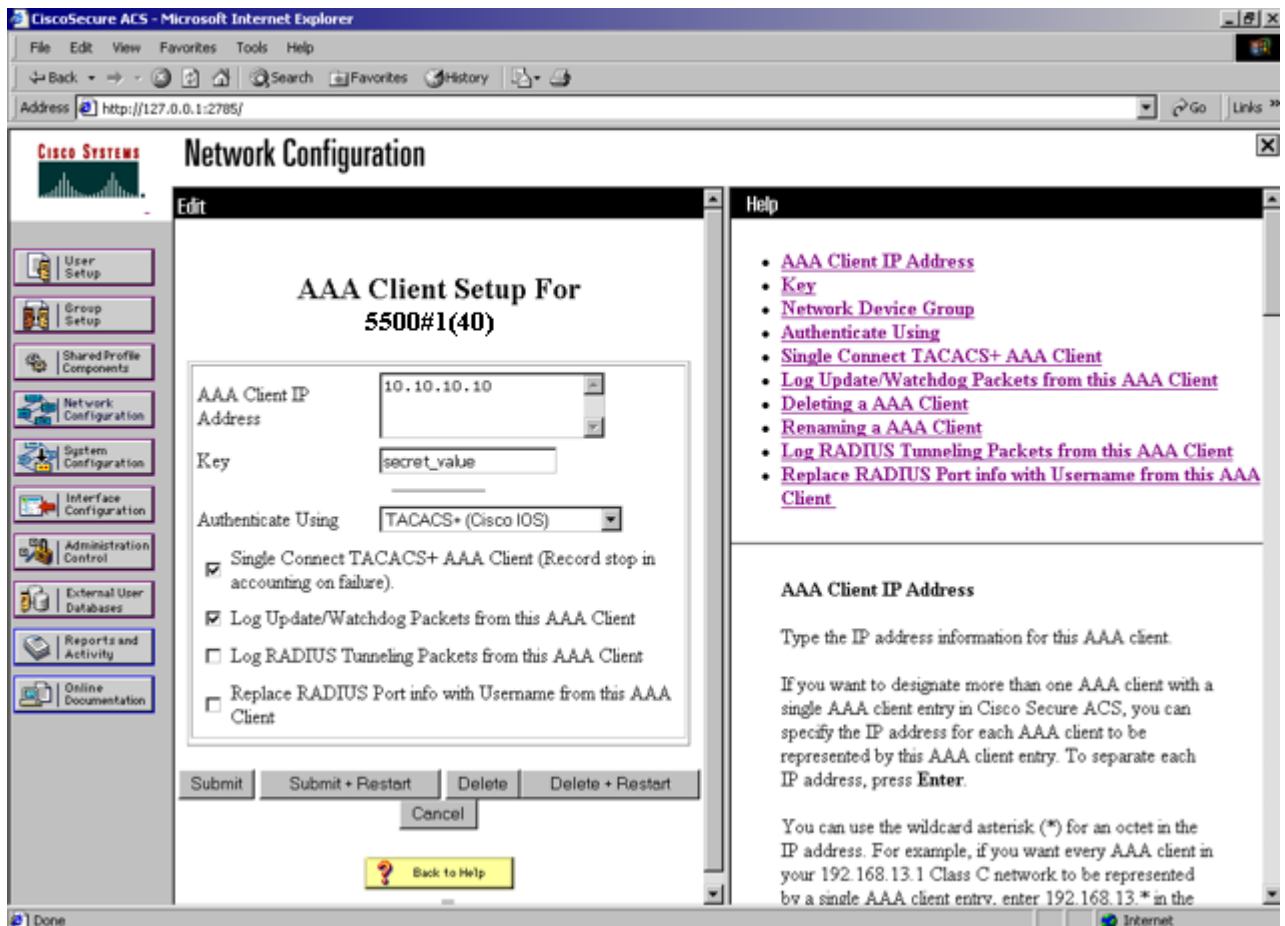 CiscoSecure ACS - Microsoft Internet Explorer
File Edit View Favorites Tools Help
Back Search Favorites History
Address http://127.0.0.1:2785/ Go Links »
CISCO SYSTEMS
Network Configuration
User
Setup
Group
Setup
Shared Profile
Components
Network
Configuration
System
Configuration
Interface
Configuration
Administration
Control
External User
Databases
Reports and
Activity
Online
Documentation
Edit
AAA Client Setup For
5500#1(40)
AAA Client IP
Address
10.10.10.10
Key
secret_value
Authenticate Using
TACACS+ (Cisco IOS)
Single Connect TACACS+ AAA Client (Record stop in
accounting on failure).
Log Update/Watchdog Packets from this AAA Client
Log RADIUS Tunneling Packets from this AAA Client
Replace RADIUS Port info with Username from this AAA
Client
Submit Submit + Restart Delete Delete + Restart
Cancel
? Back to Help
Help
• AAA Client IP Address
• Key
• Network Device Group
• Authenticate Using
• Single Connect TACACS+ AAA Client
• Log Update/Watchdog Packets from this AAA Client
• Deleting a AAA Client
• Renaming a AAA Client
• Log RADIUS Tunneling Packets from this AAA Client
• Replace RADIUS Port info with Username from this AAA
Client
AAA Client IP Address
Type the IP address information for this AAA client.
If you want to designate more than one AAA client with a
single AAA client entry in Cisco Secure ACS, you can
specify the IP address for each AAA client to be
represented by this AAA client entry. To separate each
IP address, press Enter.
You can use the wildcard asterisk (*) for an octet in the
IP address. For example, if you want every AAA client in
your 192.168.13.1 Class C network to be represented
by a single AAA client entry, enter 192.168.13.* in the
Done
Internet